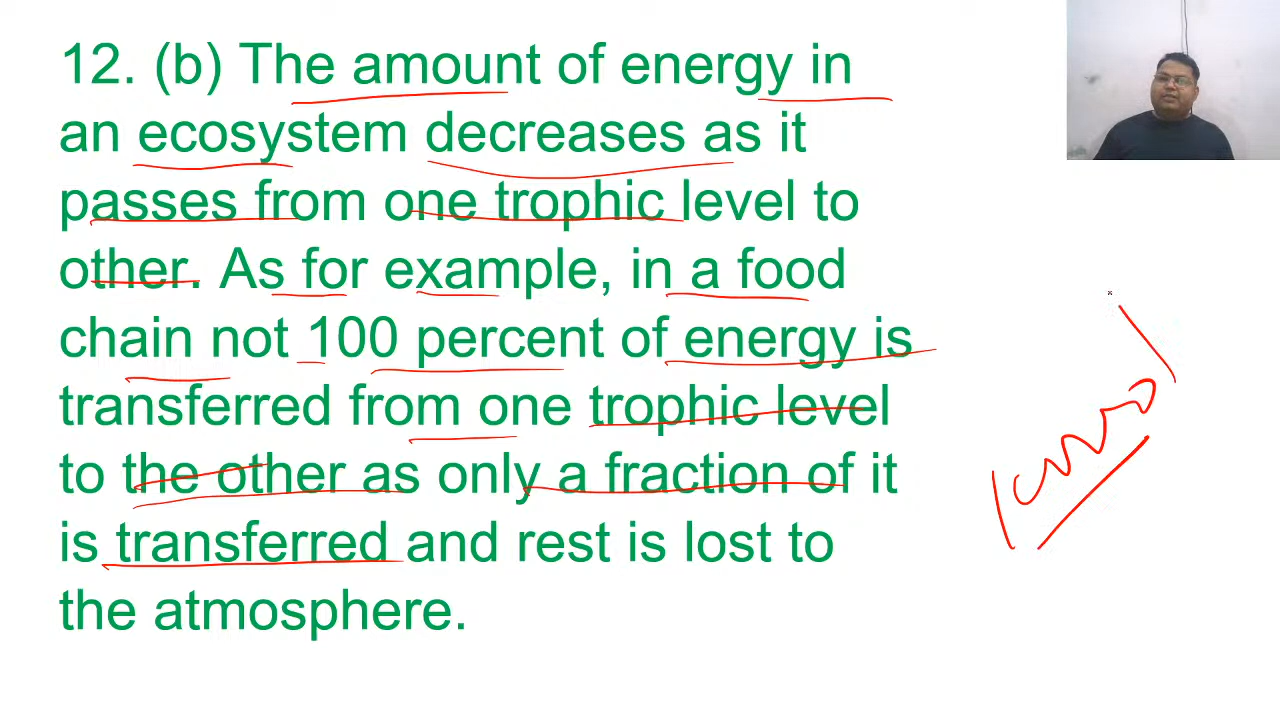 12. (b) The amount of energy in
an ecosystem decreases as it
passes from one trophic level to
other. As for example, in a food
chain not 100 percent of energy is
transferred from one trophic level
to the other as only a fraction of it
is transferred and rest is lost to
the atmosphere.